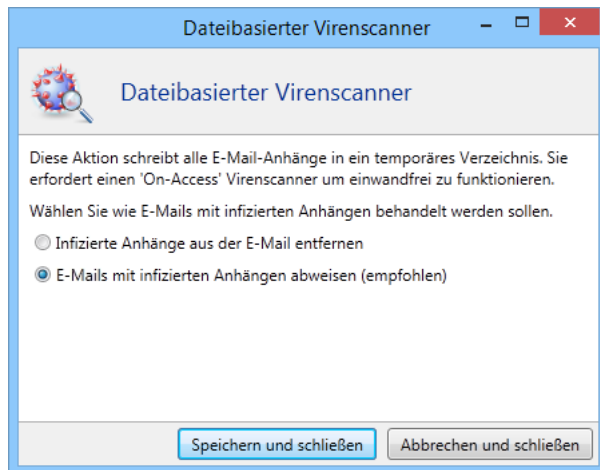 Dateibasierter Virenscanner
Dateibasierter Virenscanner
Diese Aktion schreibt alle E-Mail-Anhänge in ein temporäres Verzeichnis. Sie
erfordert einen 'On-Access' Virenscanner um einwandfrei zu funktionieren.
Wählen Sie wie E-Mails mit infizierten Anhängen behandelt werden sollen.
Infizierte Anhänge aus der E-Mail entfernen
E-Mails mit infizierten Anhängen abweisen (empfohlen)
Speichern und schließen
Abbrechen und schließen